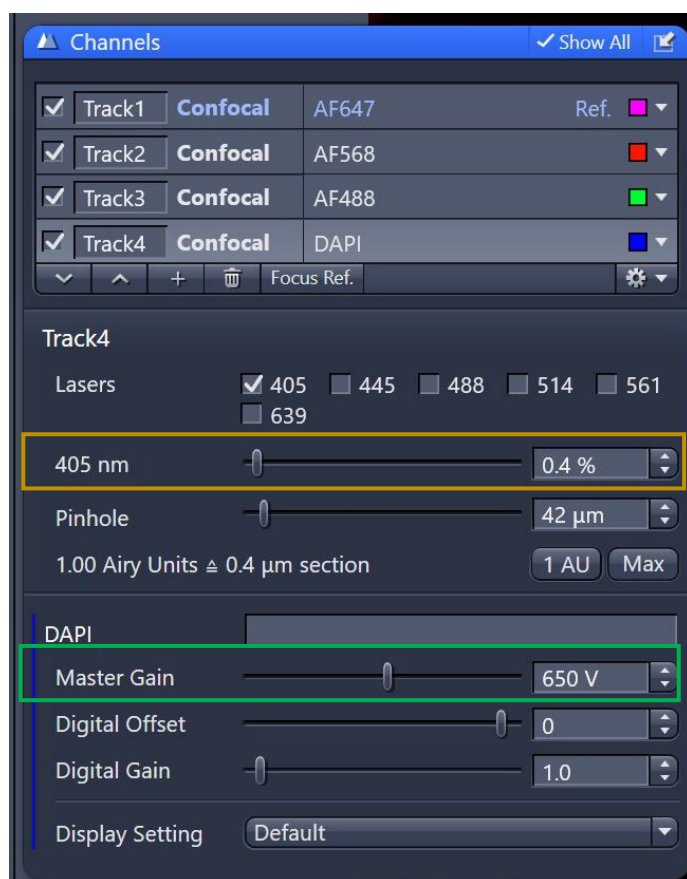 Channels Show All
Track1 Confocal AF647 Ref.
Track2 Confocal AF568
Track3 Confocal AF488
Track4 Confocal DAPI
+ Focus Ref.
Track4
Lasers 405 445 488 514 561
639
405 nm 0.4 %
Pinhole 42 µm
1.00 Airy Units ≙ 0.4 µm section 1 AU Max
DAPI
Master Gain 650 V
Digital Offset 0
Digital Gain 1.0
Display Setting Default